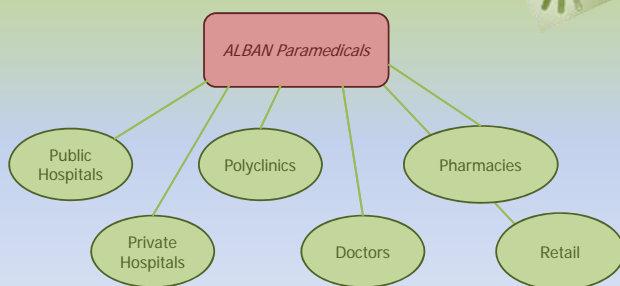 ALBAN Paramedicals
Public
Hospitals
Polyclinics
Pharmacies
Private
Hospitals
Doctors
Retail